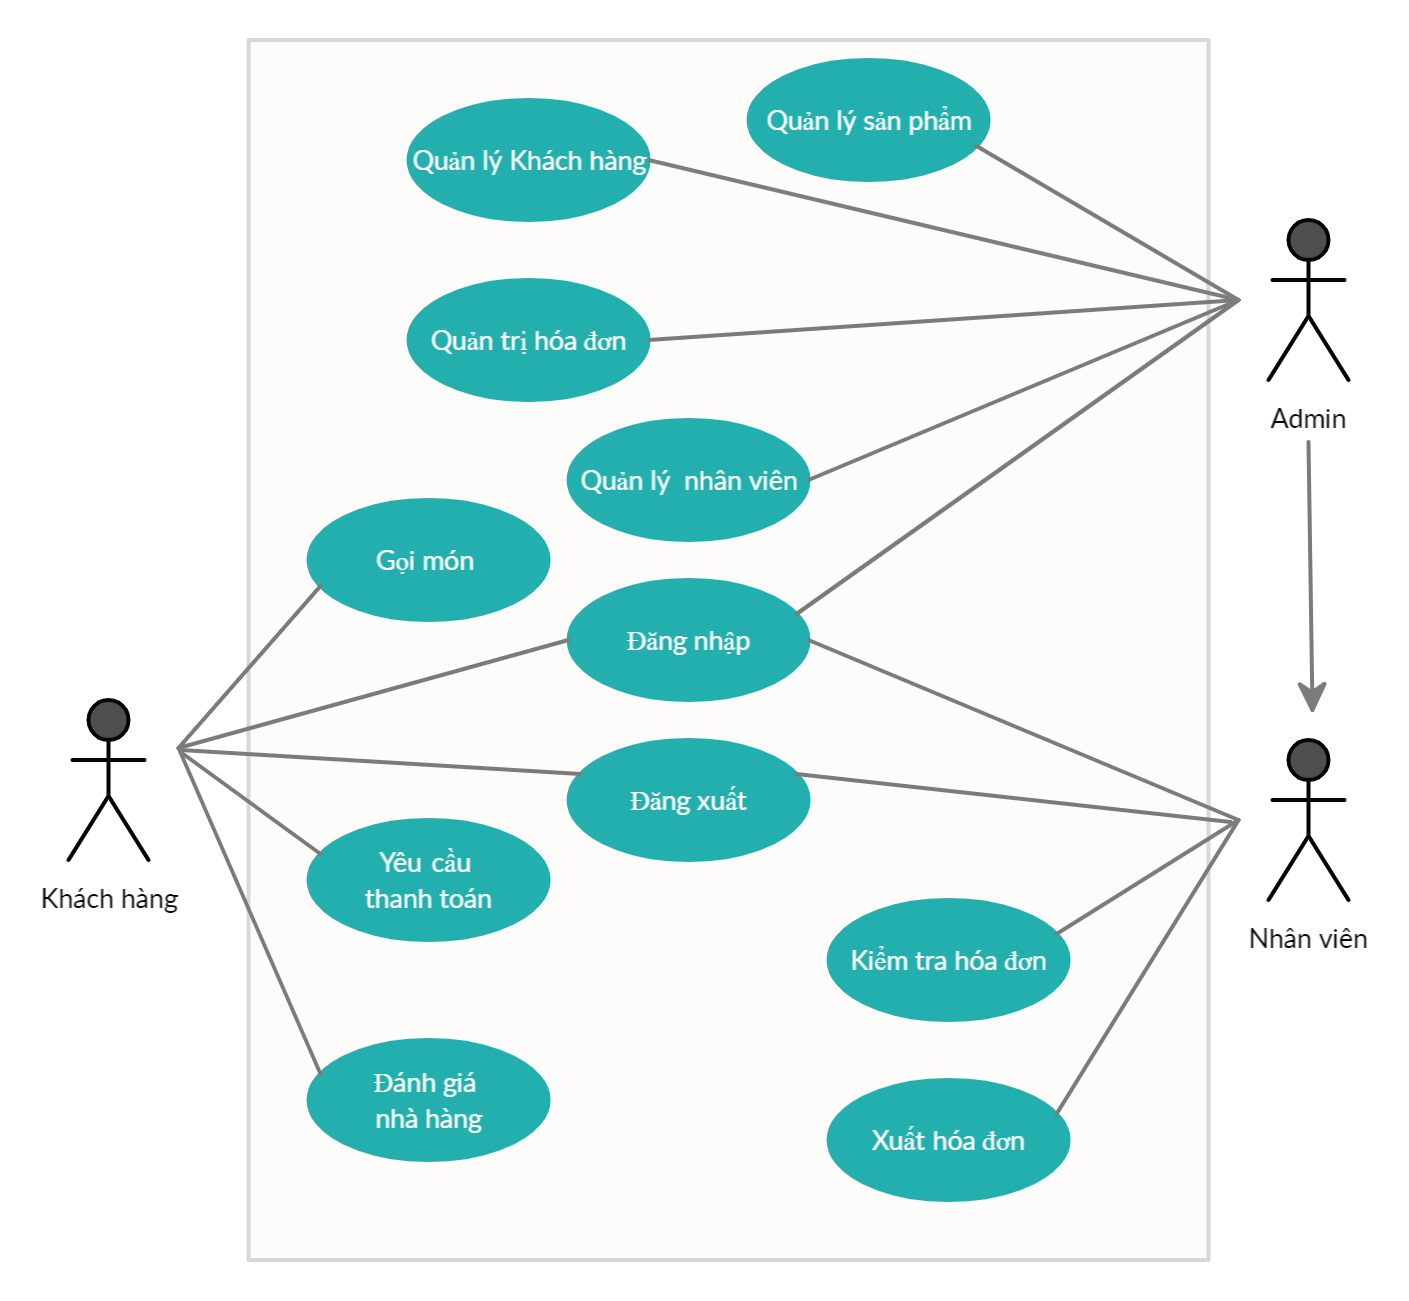 Quản lý sản phẩm
Quản lý Khách hàng
Quản trị hóa đơn
Admin
Quản lý nhân viên
Gọi món
Đăng nhập
Đăng xuất
Yêu cầu
thanh toán
Khách hàng
Nhân viên
Kiểm tra hóa đơn
Đánh giá
nhà hàng
Xuất hóa đơn